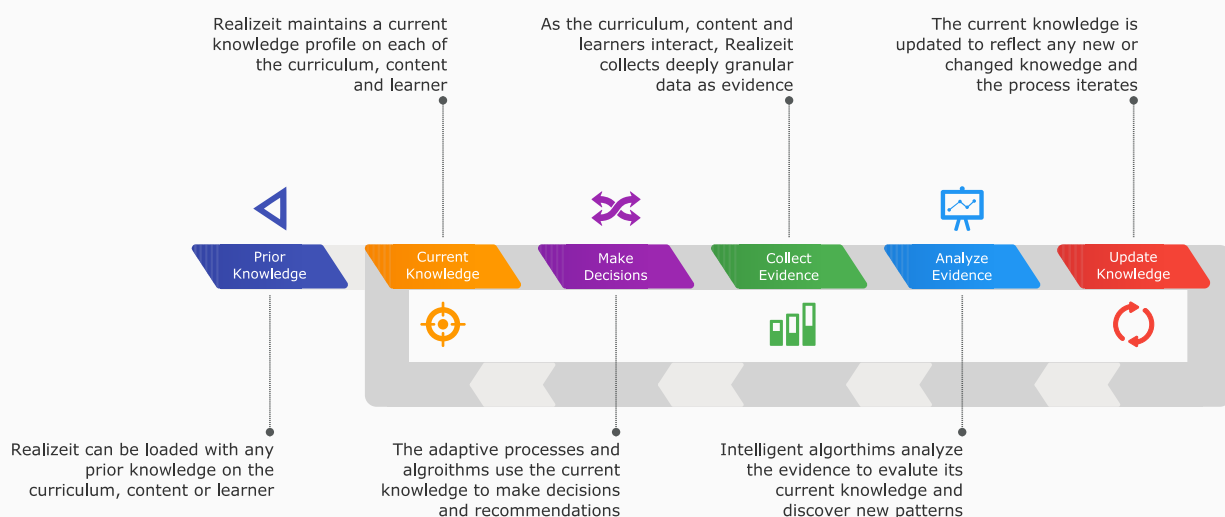 Realizeit maintains a current
knowledge profile on each of
the curriculum, content
and learner
As the curriculum, content and
learners interact, Realizeit
collects deeply granular
data as evidence
The current knowledge is
updated to reflect any new or
changed knowedge and
the process iterates
Prior
Knowledge
Current
Knowledge
Make
Decisions
Collect
Evidence
Analyze
Evidence
Update
Knowledge
Realizeit can be loaded with any
prior knowledge on the
curriculum, content or learner
The adaptive processes and
algroithms use the current
knowledge to make decisions
and recommendations
Intelligent algorthims analyze
the evidence to evalute its
current knowledge and
discover new patterns